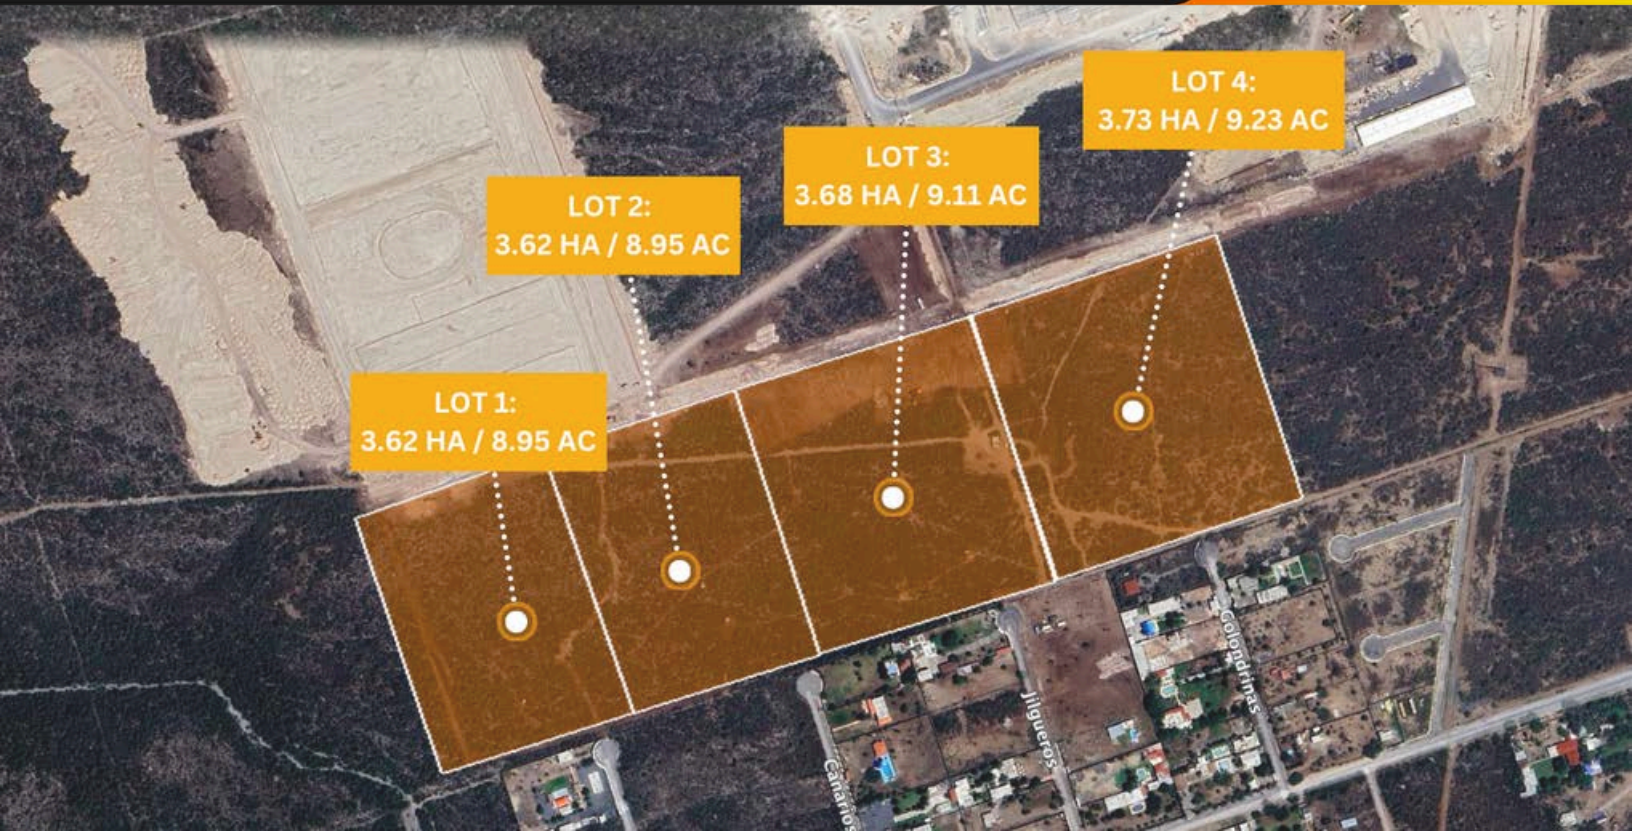 LOT 4:
3.73 HA / 9.23 AC
LOT 3:
3.68 HA / 9.11 AC
LOT 2:
3.62 HA / 8.95 AC
LOT 1:
3.62 HA / 8.95 AC
Golondrinas
Jilgueros
Canarios